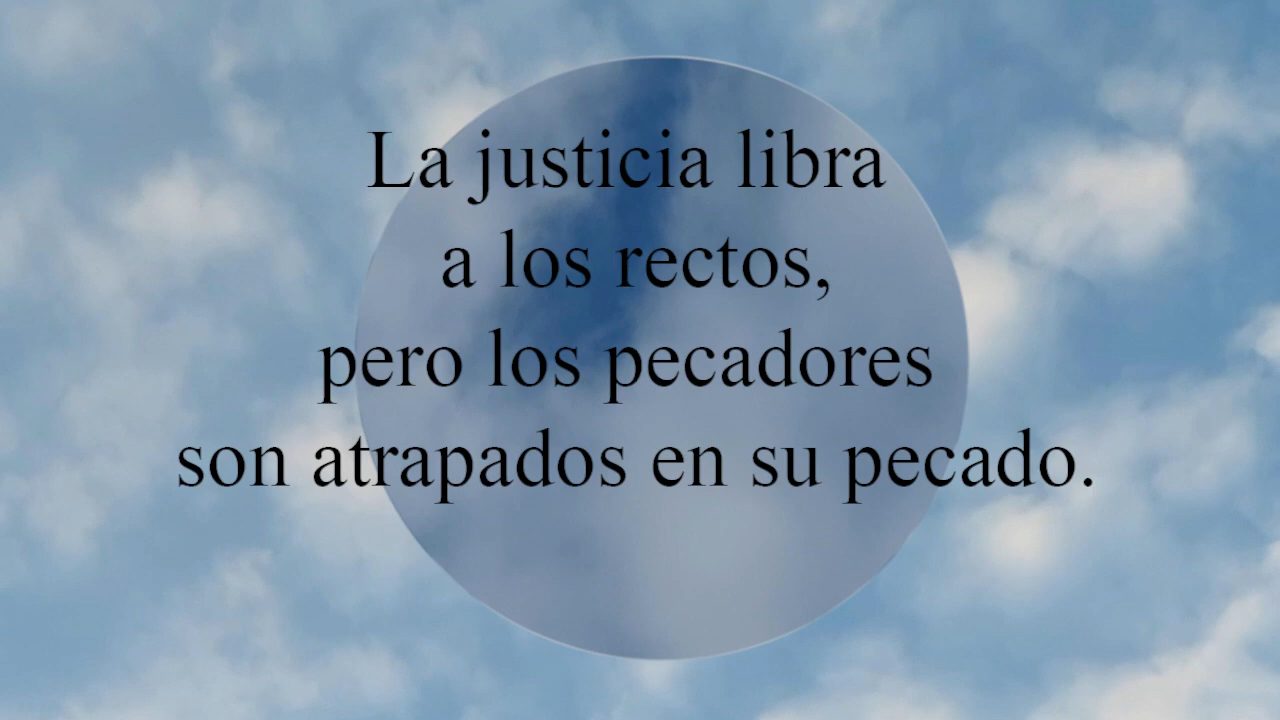 La justicia libra
a los rectos,
pero los pecadores
son atrapados en su pecado.